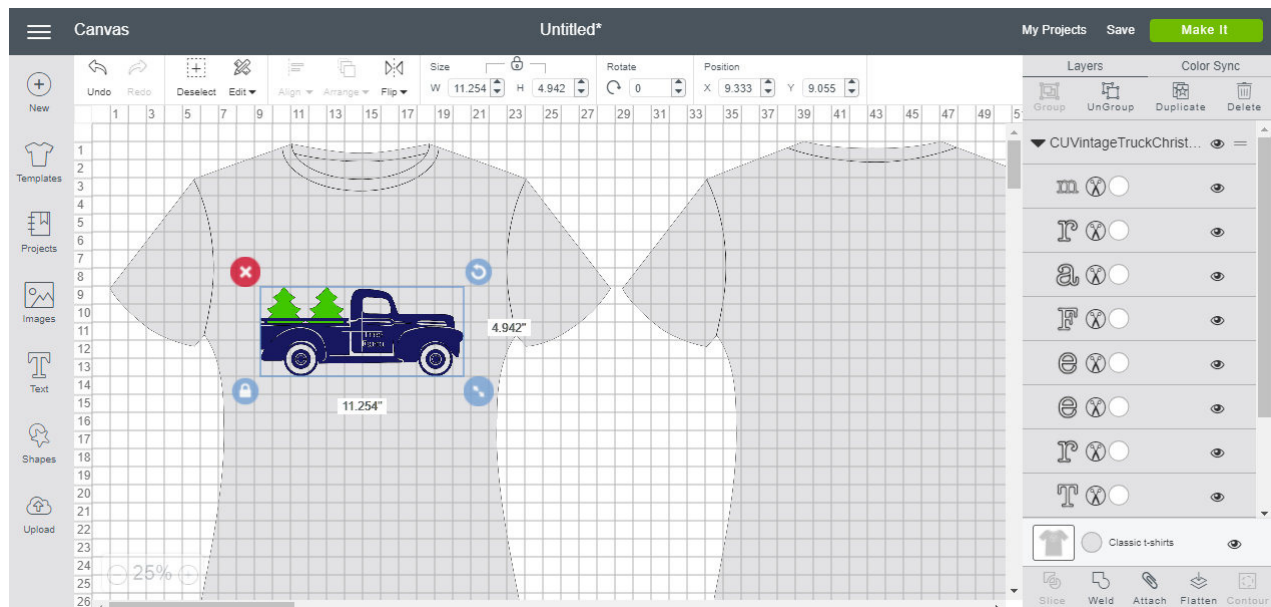 Canvas
Untitled*
My Projects
Save
Make It
New
Templates
Projects
Images
Text
Shapes
Upload
Undo
Redo
Deselect
Edit
Align
Arrange
Flip
Size
W 11.254
H 4.942
Rotate
0
Position
X 9.333
Y 9.055
1 3 5 7 9 11 13 15 17 19 21 23 25 27 29 31 33 35 37 39 41 43 45 47 49 5
1
2
3
4
5
6
7
8
9
10
11
12
13
14
15
16
17
18
19
20
21
22
23
24
25
26
4.942"
11.254"
25%
Layers
Color Sync
Group
UnGroup
Duplicate
Delete
CUVintageTruckChrist...
m
r
a
F
e
e
r
T
Classic t-shirts
Slice
Weld
Attach
Flatten
Contour